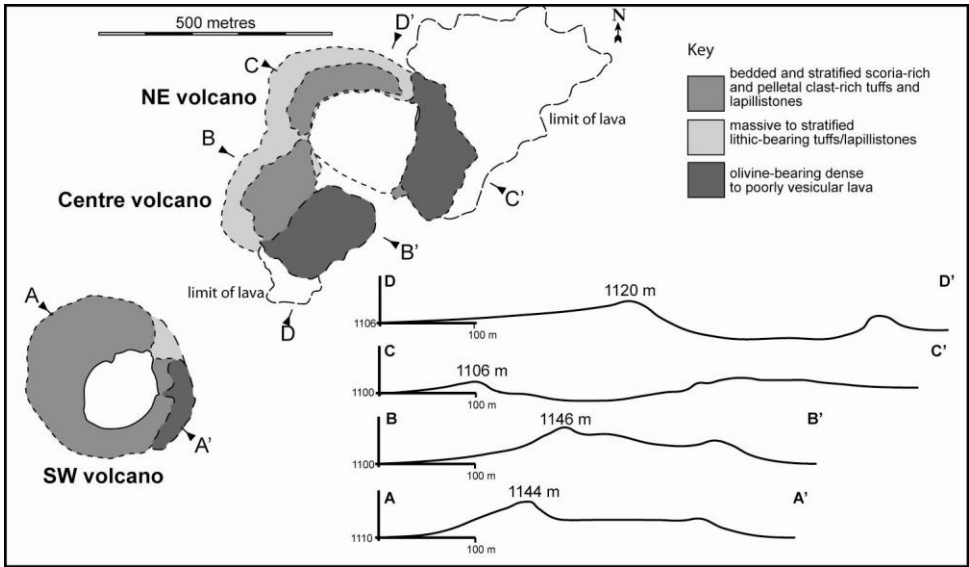 500 metres
N
D'
C
NE volcano
B
Centre volcano
limit of lava
C'
B'
limit of lava
D
A
A'
SW volcano
Key
bedded and stratified scoria-rich
and pelletal clast-rich tuffs and
lapillistones
massive to stratified
lithic-bearing tuffs/lapillistones
olivine-bearing dense
to poorly vesicular lava
D
1120 m
D'
1106
100 m
C
1106 m
C'
1100
100 m
B
1146 m
B'
1100
100 m
A
1144 m
A'
1110
100 m